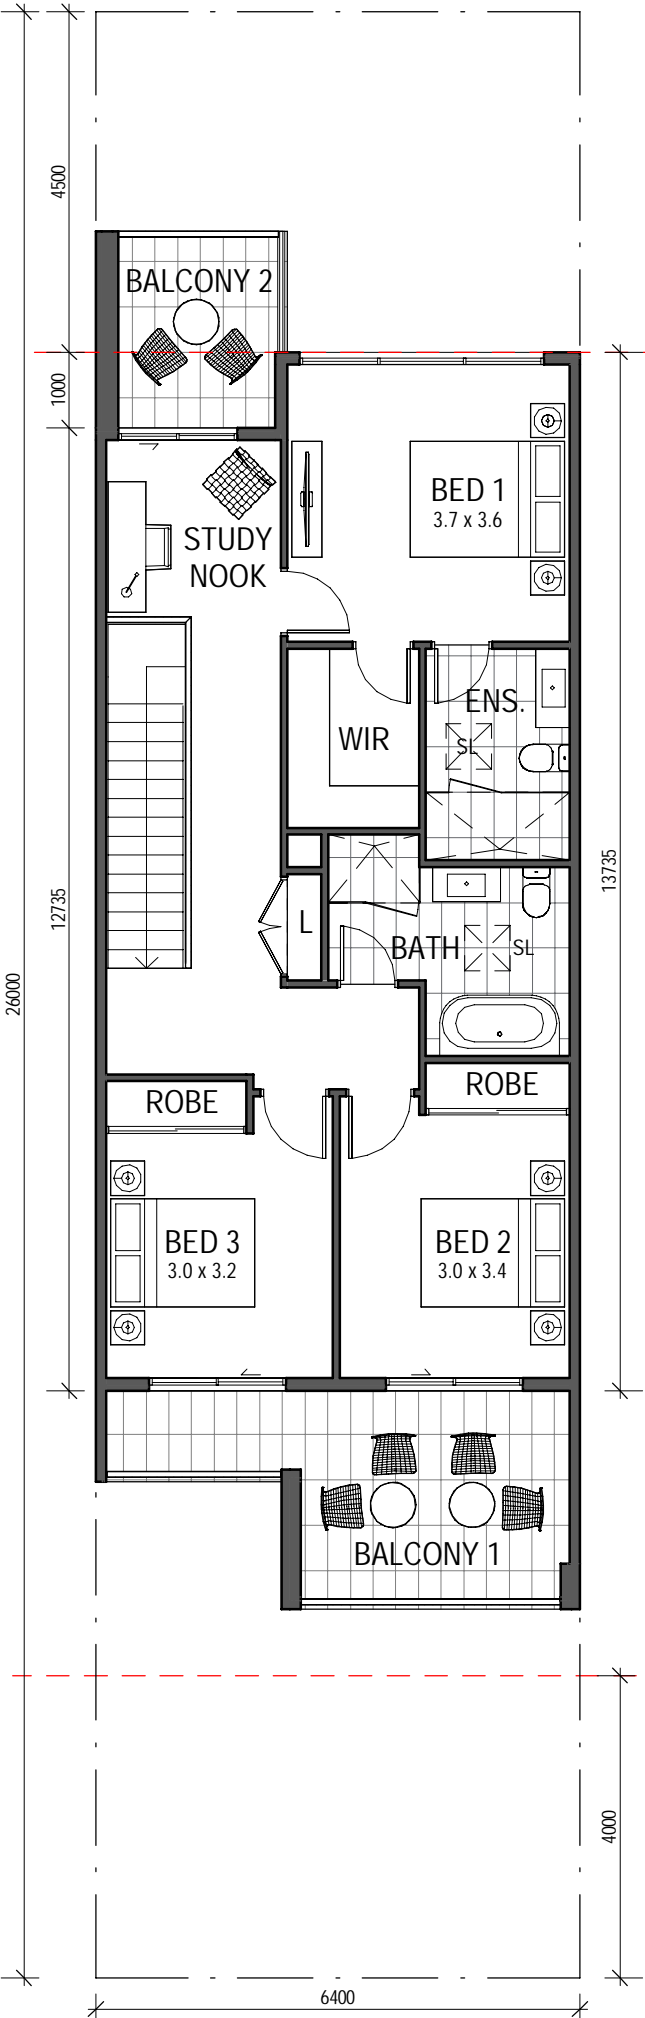 4500
BALCONY 2
1000
BED 1
3.7 x 3.6
STUDY
NOOK
ENS.
WIR
SL
13735
12735
L
BATH
SL
26000
ROBE
ROBE
BED 3
3.0 x 3.2
BED 2
3.0 x 3.4
BALCONY 1
4000
6400